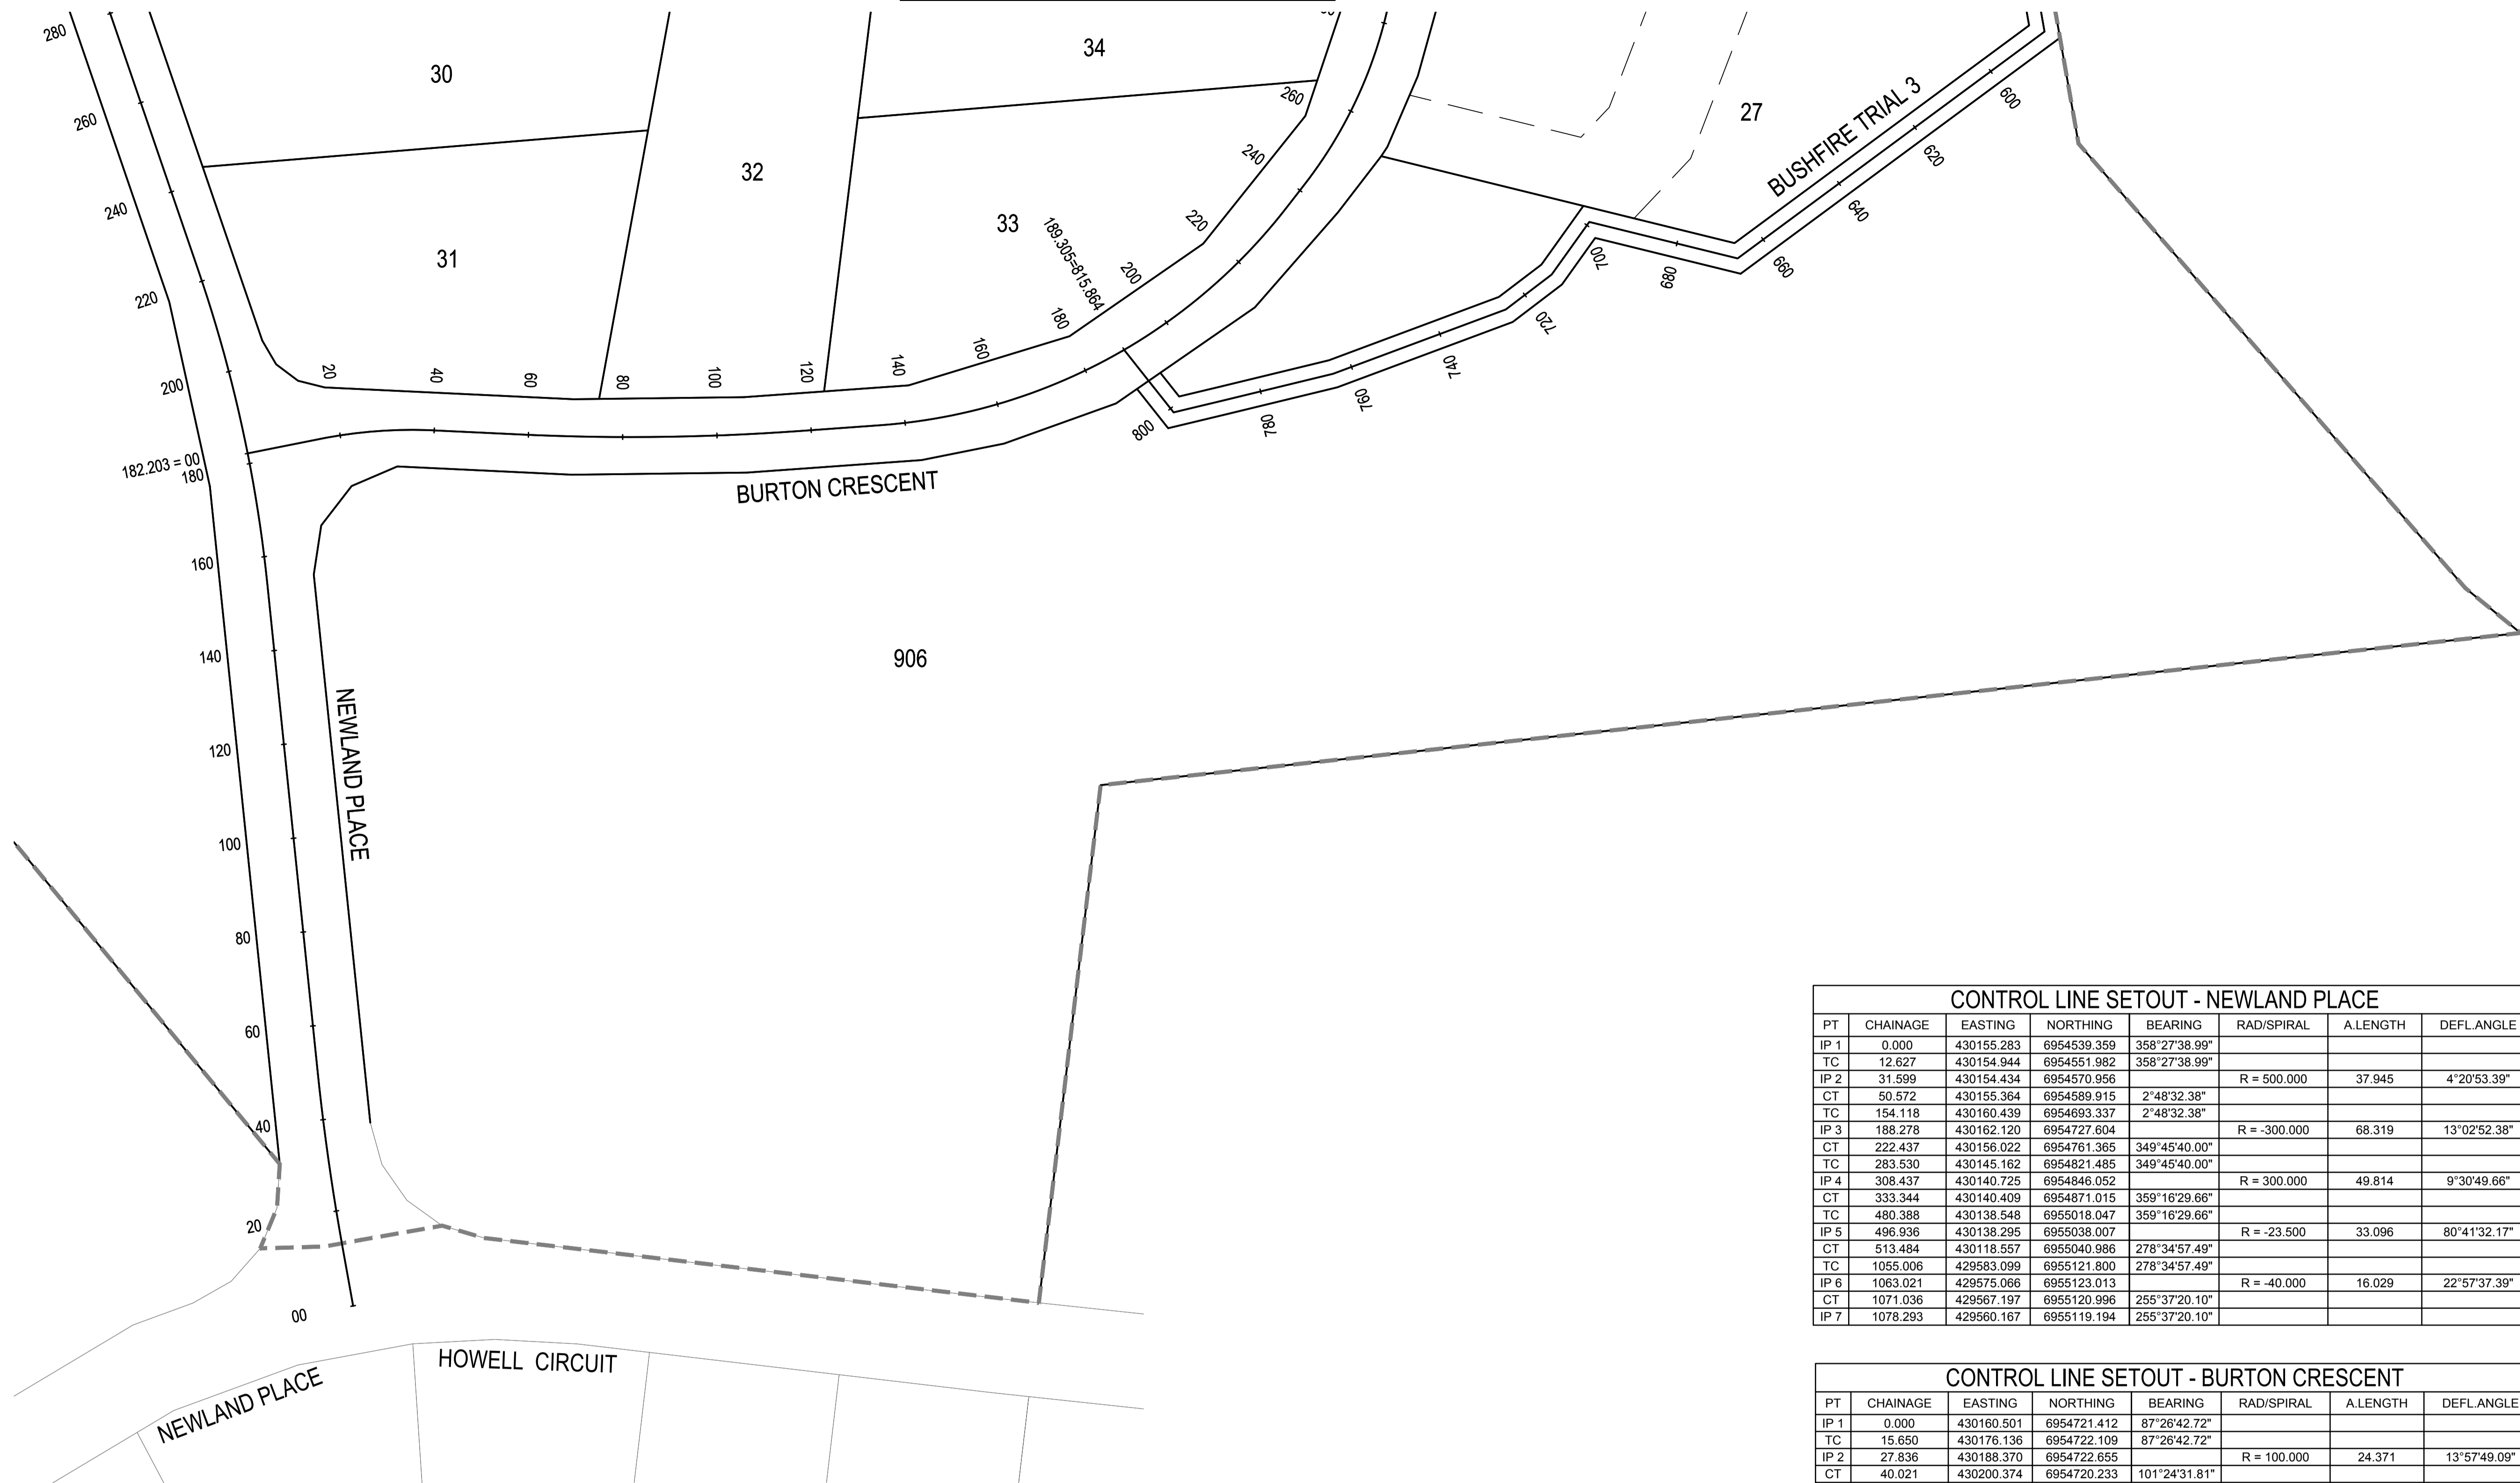 280
30
34
260
27
BUSHFIRE TRIAL 3
600
260
32
620
240
240
33
220
640
31
189.305=815.864
200
660
680
700
220
180
720
160
140
20
40
60
80
100
120
740
200
760
780
800
182.203 = 00
180
BURTON CRESCENT
160
140
906
NEWLAND PLACE
120
100
80
60
40
20
00
HOWELL CIRCUIT
NEWLAND PLACE
CONTROL LINE SETOUT - NEWLAND PLACE
PT CHAINAGE EASTING NORTHING BEARING RAD/SPIRAL A.LENGTH DEFL.ANGLE
IP 1 0.000 430155.283 6954539.359 358°27'38.99"
TC 12.627 430154.944 6954551.982 358°27'38.99"
IP 2 31.599 430154.434 6954570.956 R = 500.000 37.945 4°20'53.39"
CT 50.572 430155.364 6954589.915 2°48'32.38"
TC 154.118 430160.439 6954693.337 2°48'32.38"
IP 3 188.278 430162.120 6954727.604 R = -300.000 68.319 13°02'52.38"
CT 222.437 430156.022 6954761.365 349°45'40.00"
TC 283.530 430145.162 6954821.485 349°45'40.00"
IP 4 308.437 430140.725 6954846.052 R = 300.000 49.814 9°30'49.66"
CT 333.344 430140.409 6954871.015 359°16'29.66"
TC 480.388 430138.548 6955018.047 359°16'29.66"
IP 5 496.936 430138.295 6955038.007 R = -23.500 33.096 80°41'32.17"
CT 513.484 430118.557 6955040.986 278°34'57.49"
TC 1055.006 429583.099 6955121.800 278°34'57.49"
IP 6 1063.021 429575.066 6955123.013 R = -40.000 16.029 22°57'37.39"
CT 1071.036 429567.197 6955120.996 255°37'20.10"
IP 7 1078.293 429560.167 6955119.194 255°37'20.10"
CONTROL LINE SETOUT - BURTON CRESCENT
PT CHAINAGE EASTING NORTHING BEARING RAD/SPIRAL A.LENGTH DEFL.ANGLE
IP 1 0.000 430160.501 6954721.412 87°26'42.72"
TC 15.650 430176.136 6954722.109 87°26'42.72"
IP 2 27.836 430188.370 6954722.655 R = 100.000 24.371 13°57'49.09"
CT 40.021 430200.374 6954720.233 101°24'31.81"